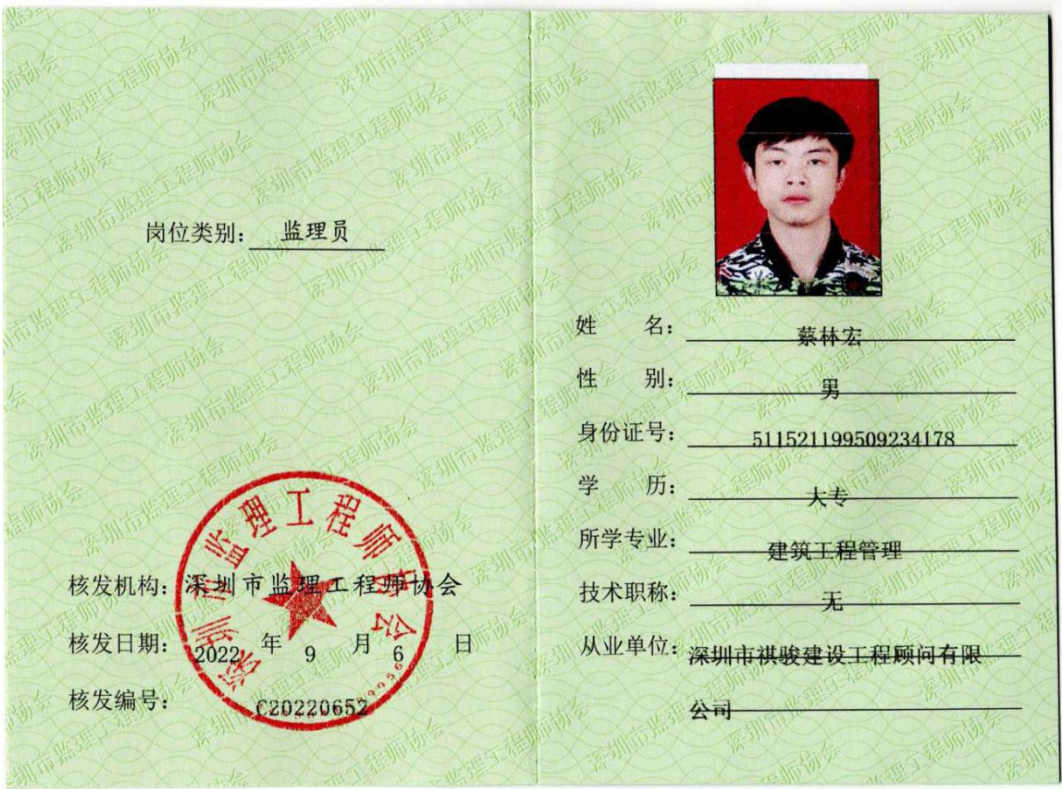 岗位类别：监理员
核发机构：深圳市监理工程师协会
核发日期：2022 年 9 月 6 日
核发编号：C20220652
深圳市监理工程师协会
姓 名：蔡林宏
性 别：男
身份证号：511521199509234178
学 历：大专
所学专业：建筑工程管理
技术职称：无
从业单位：深圳市祺骏建设工程顾问有限
公司